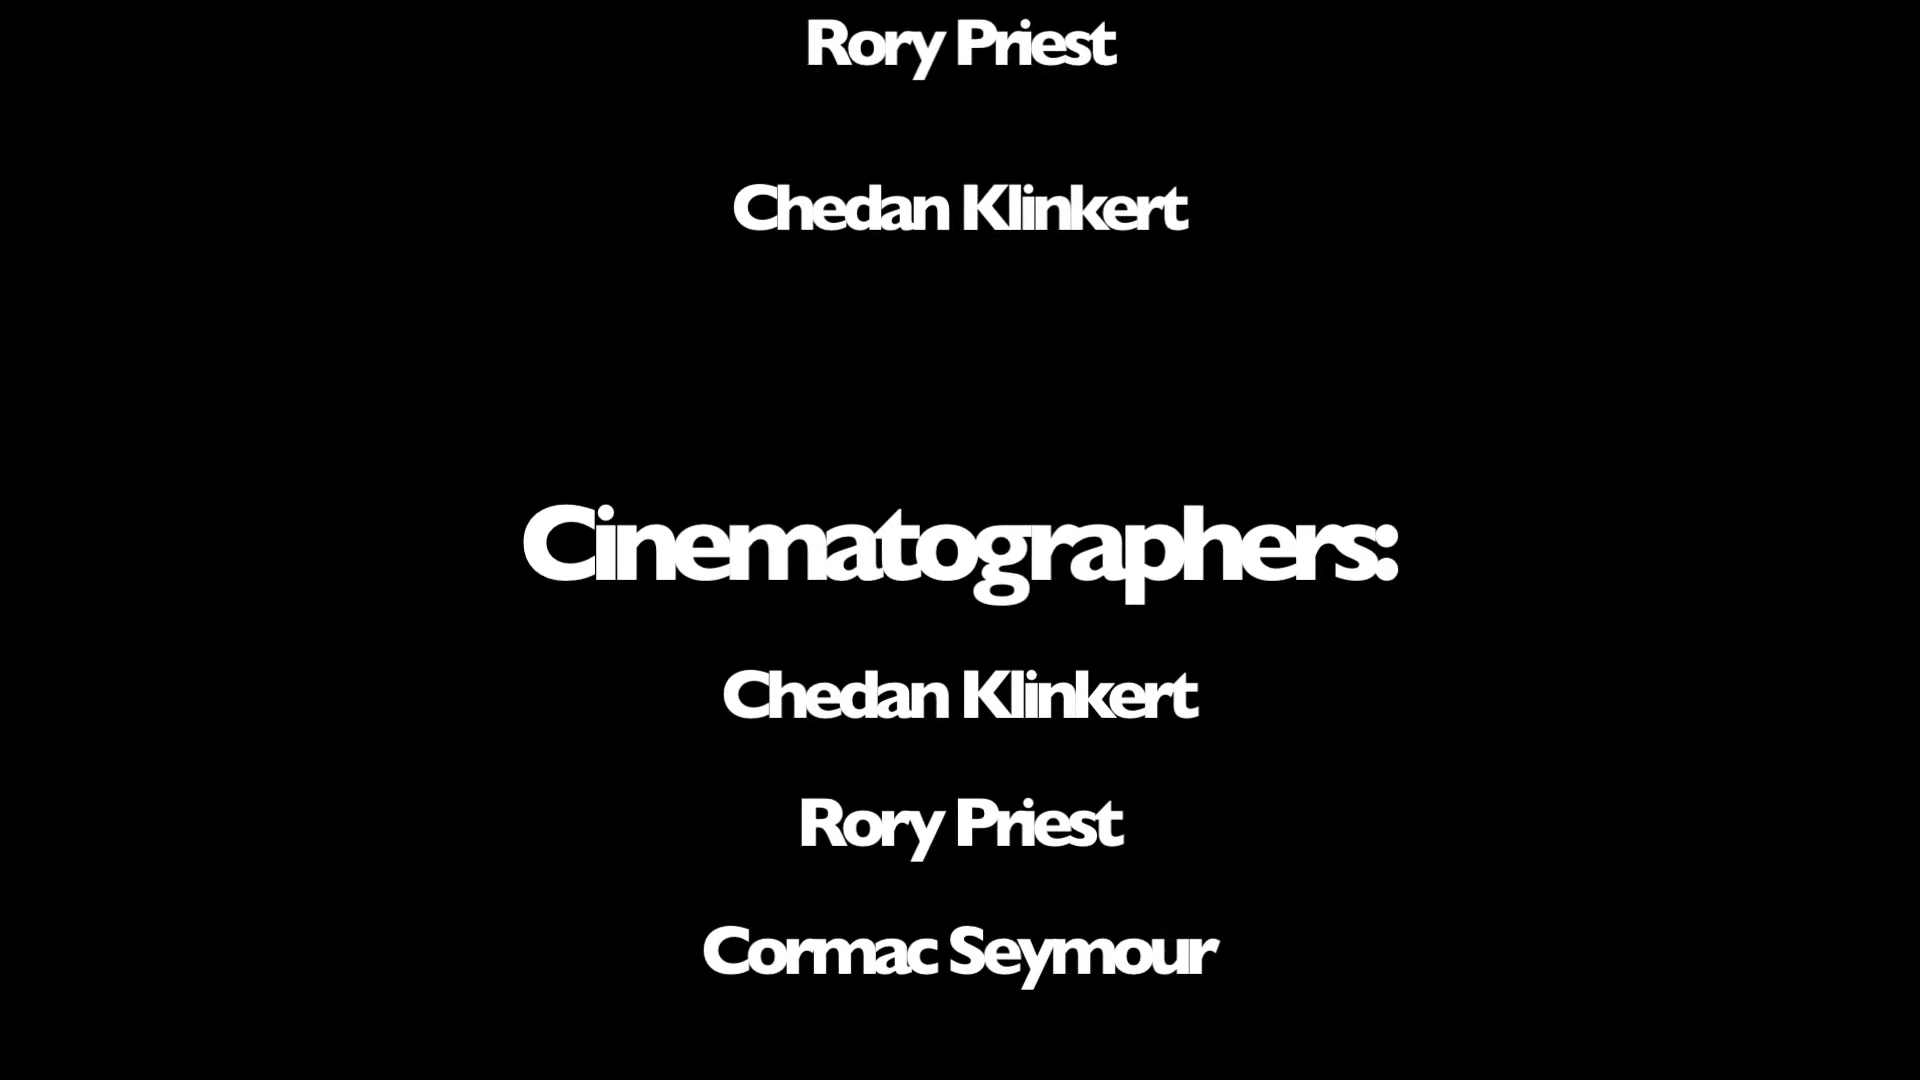 Rory Priest
Chedan Klinkert
Cinematographers:
Chedan Klinkert
Rory Priest
Cormac Seymour